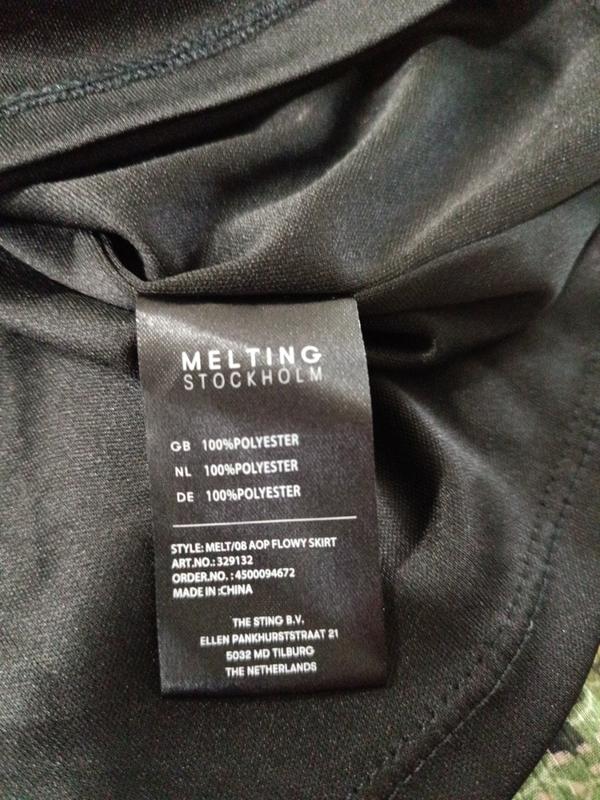 MELTING
STOCKHOLM
GB 100%POLYESTER
NL 100%POLYESTER
DE 100%POLYESTER
STYLE: MELT/08 AOP FLOWY SKIRT
ART.NO.:329132
ORDER.NO. :4500094672
MADE IN :CHINA
THE STING B.V.
ELLEN PANKHURSTSTRAAT 21
5032 MD TILBURG
THE NETHERLANDS